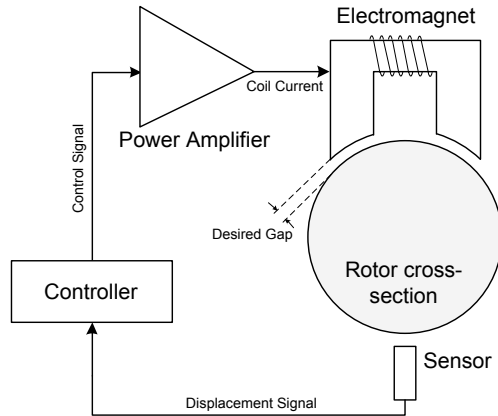 Electromagnet
Coil Current
Power Amplifier
Control Signal
Desired Gap
Rotor cross-
section
Controller
Sensor
Displacement Signal